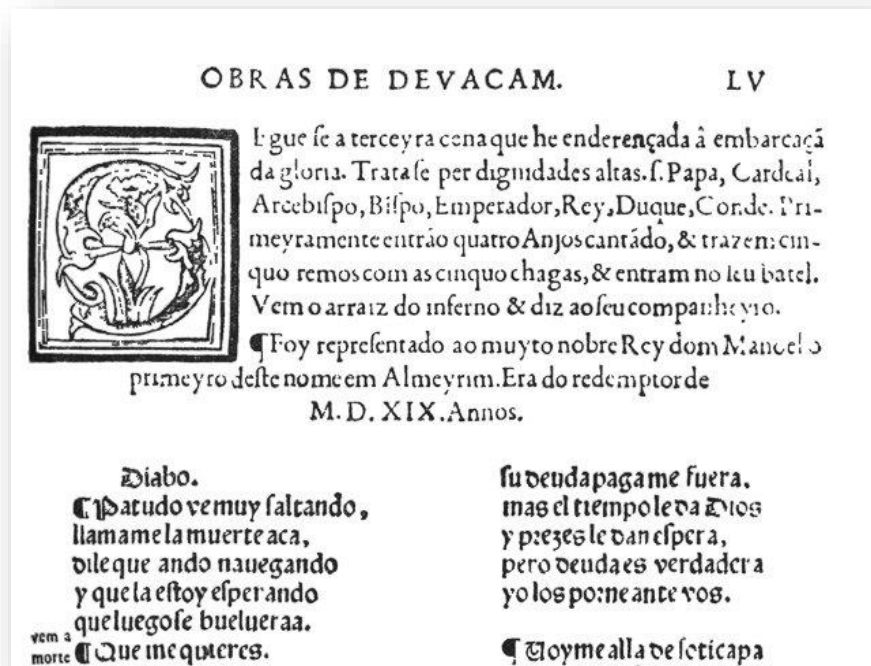 OBRAS DE DEVACAM. LV
SEgue ſe a terceyra cena que he enderençada â embarcaçã
da gloria. Trata ſe per dignidades altas.ſ. Papa, Cardeal,
Arcebiſpo, Biſpo, Emperador, Rey, Duque, Conde. Pri-
meyramente entrão quatro Anjos cantãdo, & trazem cin-
quo remos com as cinquo chagas, & entram no ſeu batel.
Vem o arraiz do inferno & diz ao ſeu companheyro.
¶ Foy repreſentado ao muyto nobre Rey dom Manoel o
primeyro deſte nome em Almeyrim. Era do redemptor de
M. D. XIX. Annos.
Diabo.
¶ Patudo ve muy ſaltando,
llamame la muerte aca,
dile que ando nauegando
y que la eſtoy eſperando
que luego ſe boluera.
vem a
morte
¶ Que me quieres.
ſu deuda pagame fuera.
mas el tiempo le da Dios
y prezes le dan eſpera,
pero deuda es verdadera
yo los porne ante vos.
¶ Voyme alla de ſoticapa